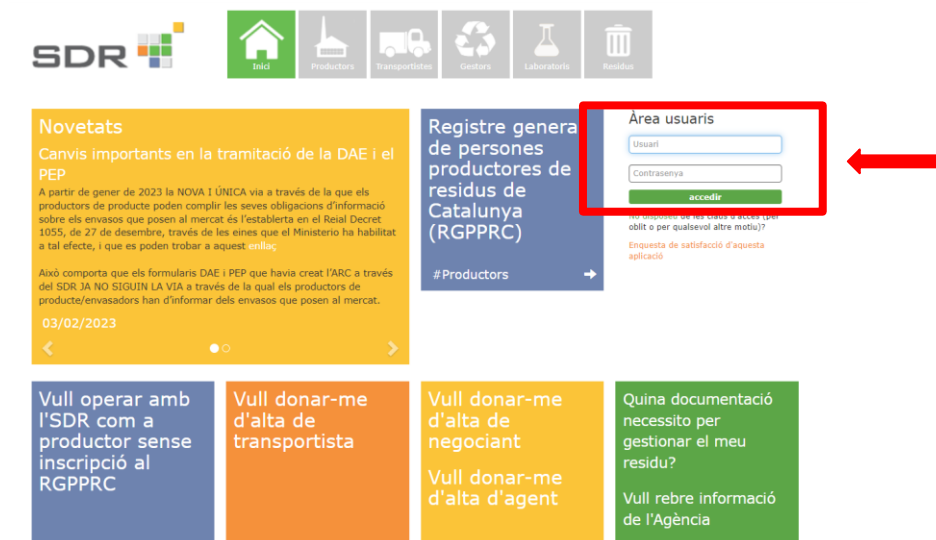 SDR
Inici
Productors
Transportistes
Gestors
Laboratoris
Residus
Novetats
Canvis importants en la tramitació de la DAE i el
PEP
A partir de gener de 2023 la NOVA I ÚNICA via a través de la que els
productors de producte poden complir les seves obligacions d'informació
sobre els envasos que posen al mercat és l'establerta en el Reial Decret
1055, de 27 de desembre, través de les eines que el Ministerio ha habilitat
a tal efecte, i que es poden trobar a aquest enllaç
Això comporta que els formularis DAE i PEP que havia creat l'ARC a través
del SDR JA NO SIGUIN LA VIA a través de la qual els productors de
producte/envasadors han d'informar dels envasos que posen al mercat.
03/02/2023
Registre genera
de persones
productores de
residus de
Catalunya
(RGPPRC)
#Productors
Àrea usuaris
Usuari
Contrasenya
accedir
No disposeu de les claus d'accés (per
oblit o per qualsevol altre motiu)?
Enquesta de satisfacció d'aquesta
aplicació
Vull operar amb
l'SDR com a
productor sense
inscripció al
RGPPRC
Vull donar-me
d'alta de
transportista
Vull donar-me
d'alta de
negociant
Vull donar-me
d'alta d'agent
Quina documentació
necessito per
gestionar el meu
residu?
Vull rebre informació
de l'Agència